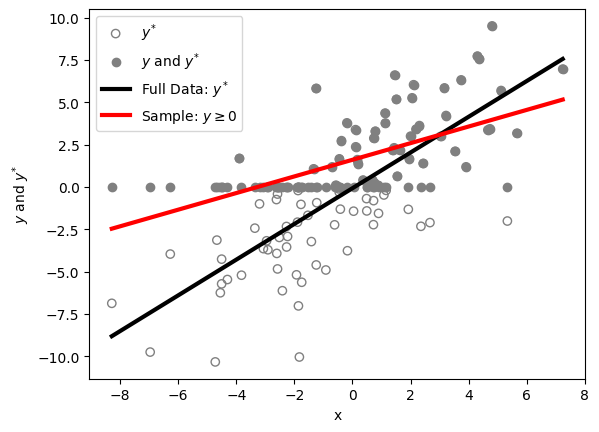 y*
y and y*
Full Data: y*
Sample: y ≥ 0
y and y*
10.0
7.5
5.0
2.5
0.0
−2.5
−5.0
−7.5
−10.0
−8 −6 −4 −2 0 2 4 6 8
x